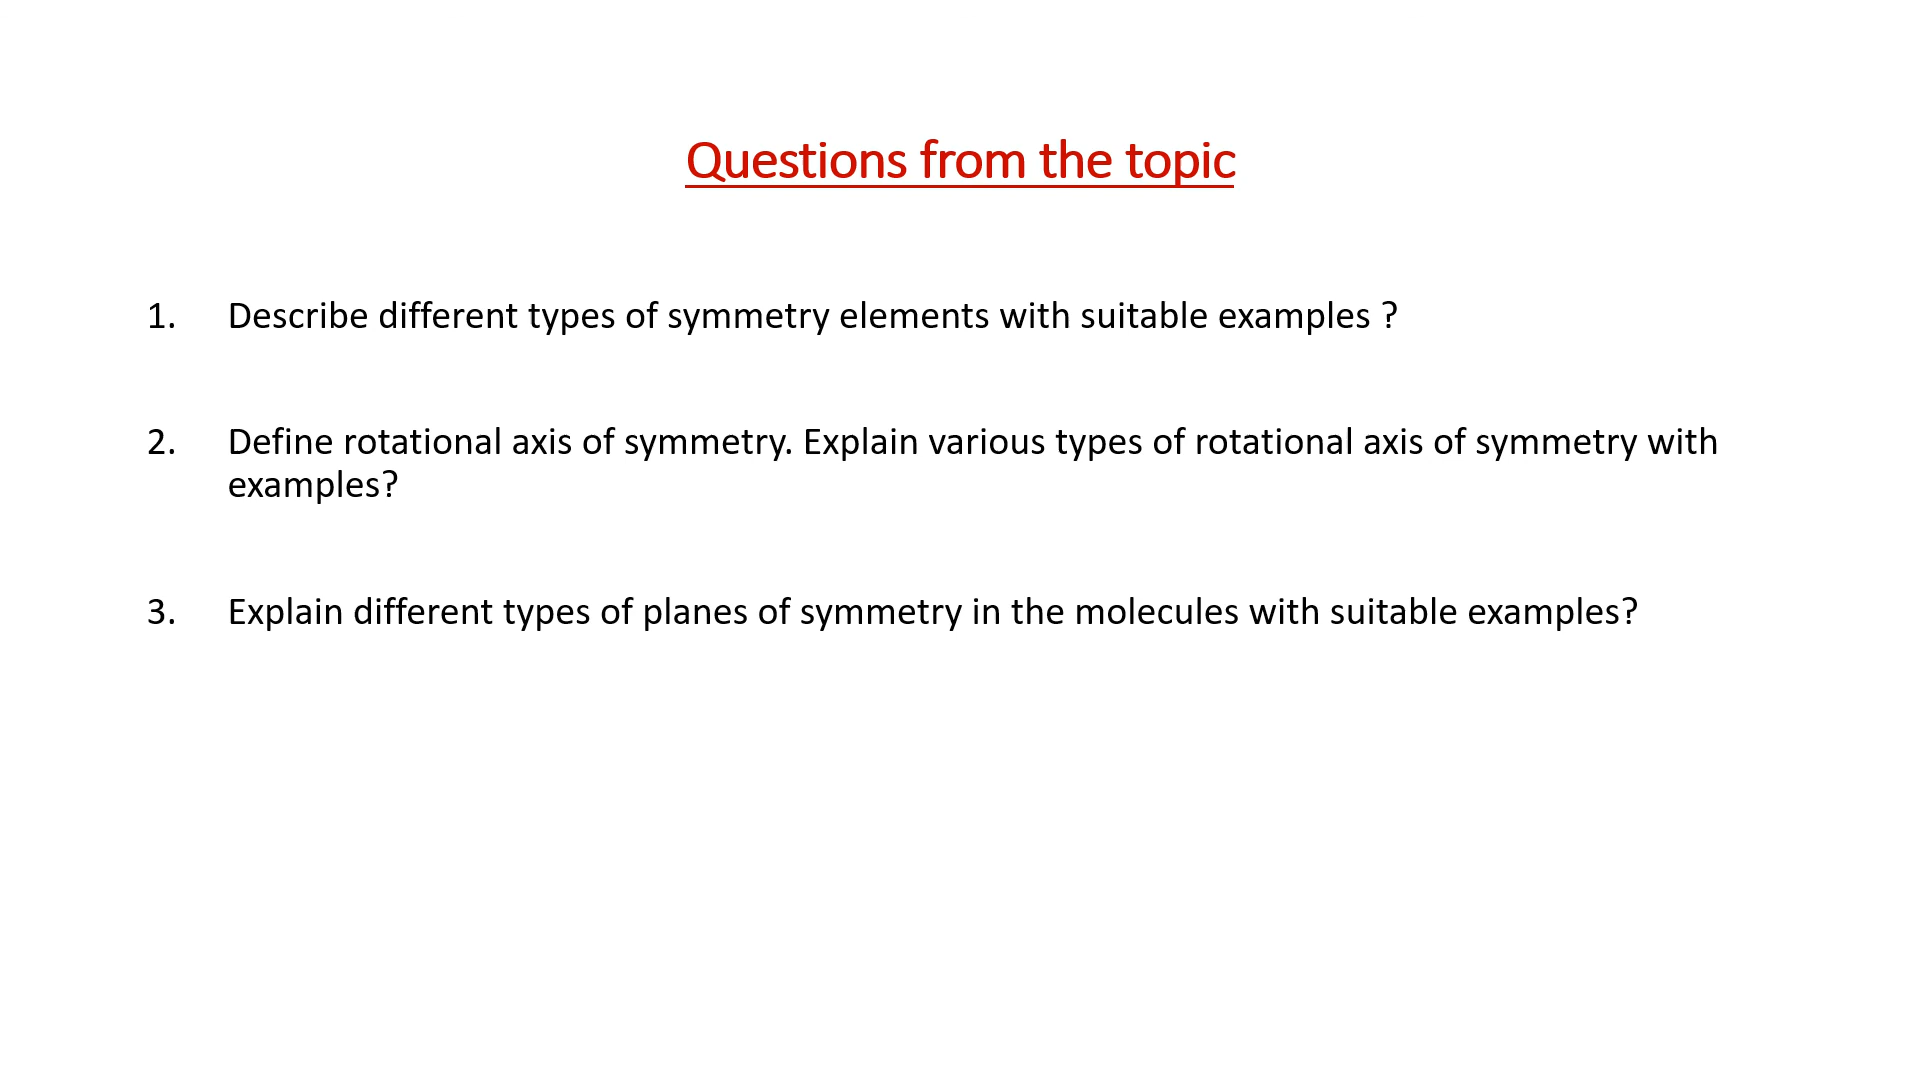 Questions from the topic
1. Describe different types of symmetry elements with suitable examples ?
2. Define rotational axis of symmetry. Explain various types of rotational axis of symmetry with
examples?
3. Explain different types of planes of symmetry in the molecules with suitable examples?